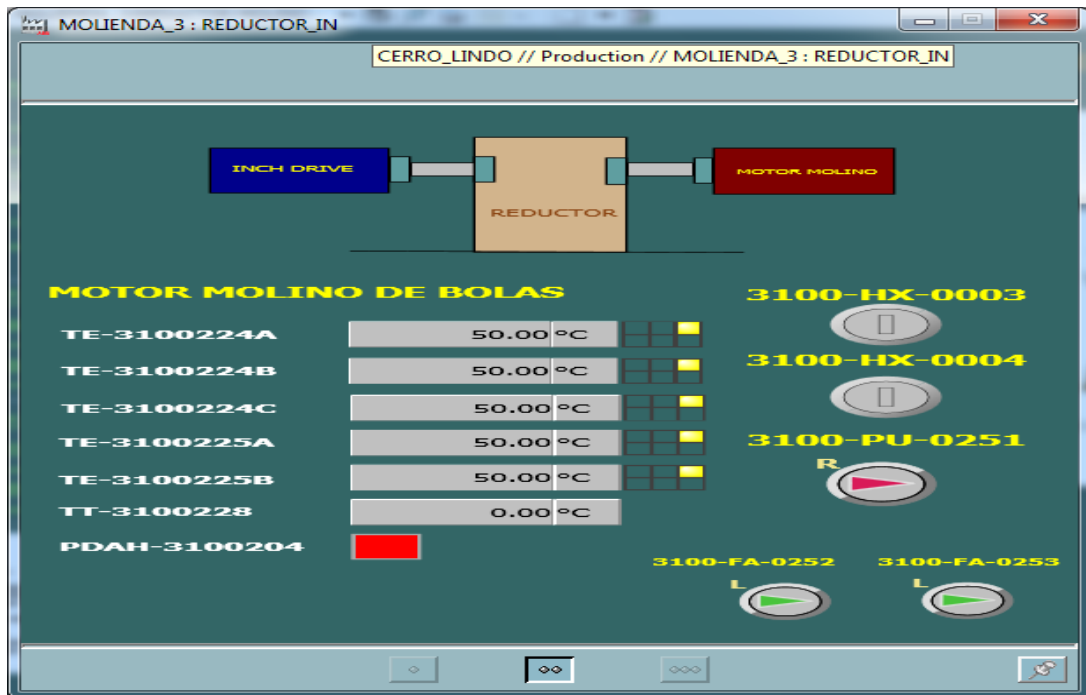 MOLIENDA_3 : REDUCTOR_IN
CERRO_LINDO // Production // MOLIENDA_3 : REDUCTOR_IN
INCH DRIVE
REDUCTOR
MOTOR MOLINO
MOTOR MOLINO DE BOLAS
TE-3100224A 50.00 °C
TE-3100224B 50.00 °C
TE-3100224C 50.00 °C
TE-3100225A 50.00 °C
TE-3100225B 50.00 °C
TT-3100228 0.00 °C
PDAH-3100204
3100-HX-0003
3100-HX-0004
3100-PU-0251
R
3100-FA-0252
L
3100-FA-0253
L